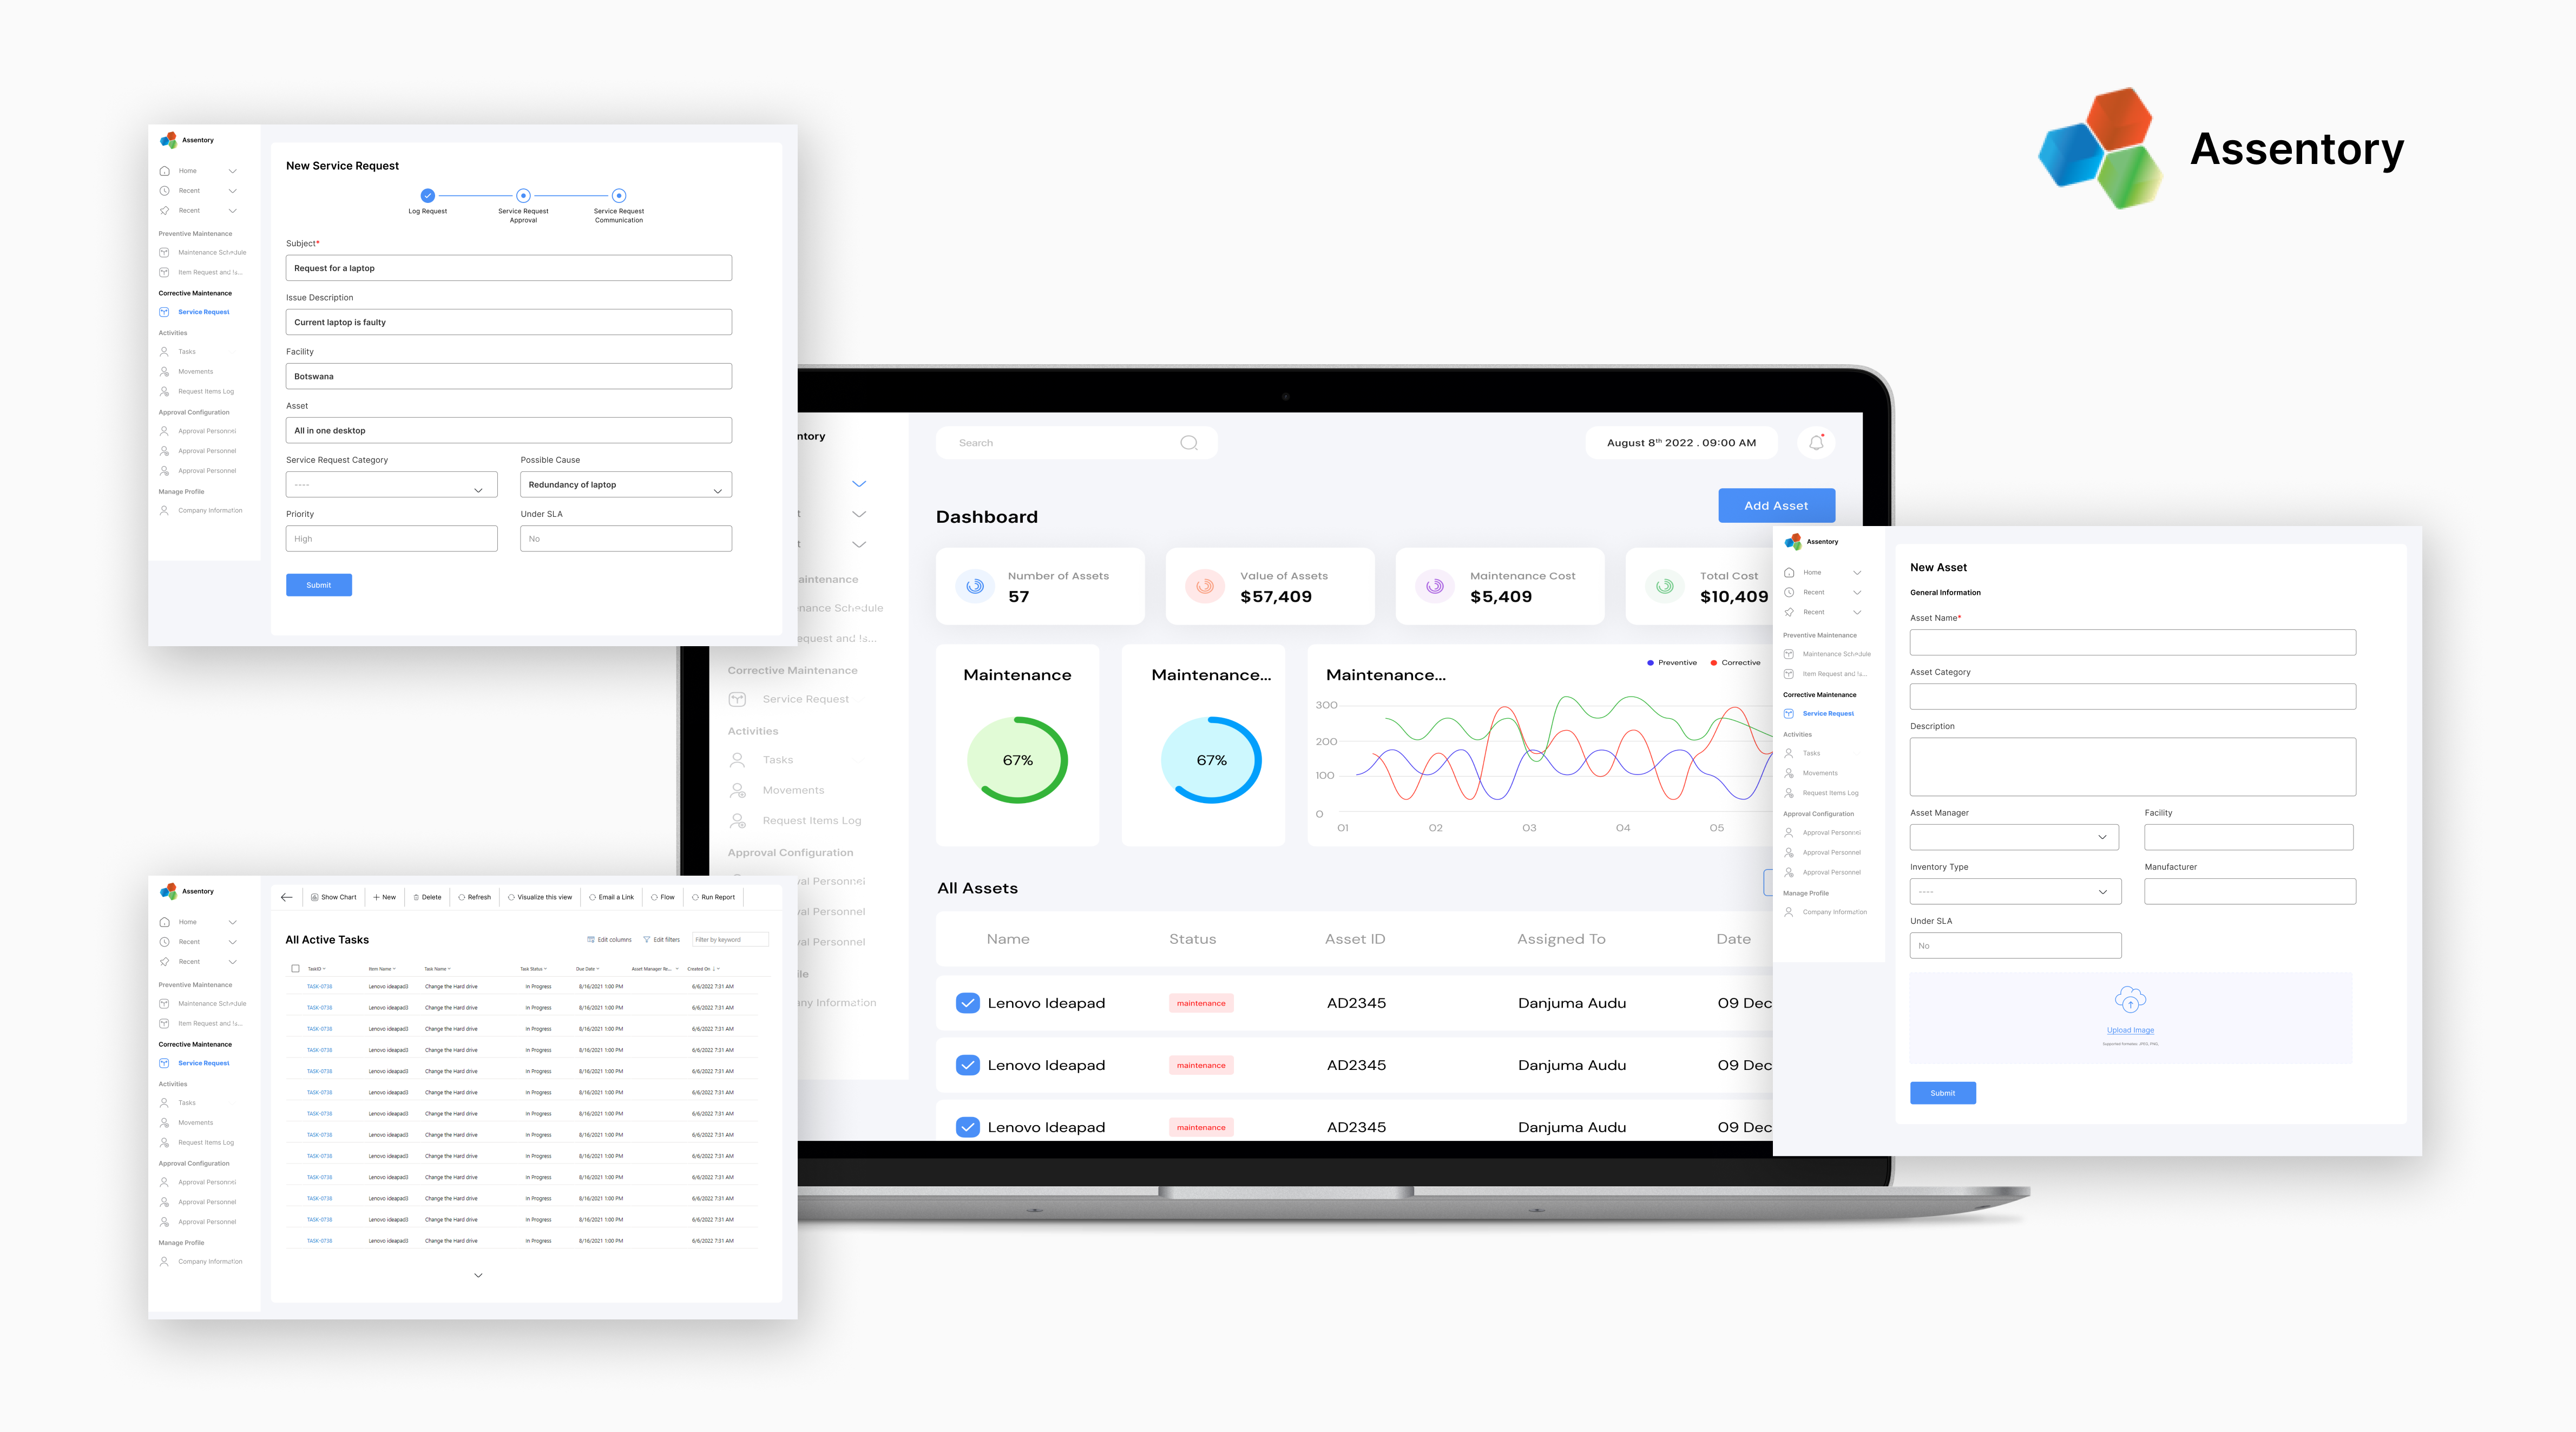 Assentory
Assentory
Home
Recent
Recent
Preventive Maintenance
Maintenance Schedule
Item Request and Is...
Corrective Maintenance
Service Request
Activities
Tasks
Movements
Request Items Log
Approval Configuration
Approval Personnel
Approval Personnel
Approval Personnel
Manage Profile
Company Information
New Service Request
Log Request
Service Request
Approval
Service Request
Communication
Subject*
Request for a laptop
Issue Description
Current laptop is faulty
Facility
Botswana
Asset
All in one desktop
Service Request Category
Possible Cause
----
Redundancy of laptop
Priority
Under SLA
High
No
Submit
ntory
t
t
aintenance
nance Schedule
equest and Is...
Corrective Maintenance
Service Request
Activities
Tasks
Movements
Request Items Log
Approval Configuration
val Personnel
val Personnel
val Personnel
ile
any Information
Search
August 8th 2022 . 09:00 AM
Dashboard
Add Asset
Number of Assets
57
Value of Assets
$57,409
Maintenance Cost
$5,409
Total Cost
$10,409
Maintenance
67%
Maintenance...
67%
Maintenance...
Preventive
Corrective
300
200
100
0
01 02 03 04 05
All Assets
Name Status Asset ID Assigned To Date
Lenovo Ideapad maintenance AD2345 Danjuma Audu 09 Dec
Lenovo Ideapad maintenance AD2345 Danjuma Audu 09 Dec
Lenovo Ideapad maintenance AD2345 Danjuma Audu 09 Dec
Assentory
Home
Recent
Recent
Preventive Maintenance
Maintenance Schedule
Item Request and Is...
Corrective Maintenance
Service Request
Activities
Tasks
Movements
Request Items Log
Approval Configuration
Approval Personnel
Approval Personnel
Approval Personnel
Manage Profile
Company Information
New Asset
General Information
Asset Name*
Asset Category
Description
Asset Manager
Facility
Inventory Type
Manufacturer
----
Under SLA
No
Upload Image
Submit
Assentory
Home
Recent
Recent
Preventive Maintenance
Maintenance Schedule
Item Request and Is...
Corrective Maintenance
Service Request
Activities
Tasks
Movements
Request Items Log
Approval Configuration
Approval Personnel
Approval Personnel
Approval Personnel
Manage Profile
Company Information
Show Chart New Delete Refresh Visualize this view Email a Link Flow Run Report
All Active Tasks
Edit columns
Edit filters
Filter by keyword
TaskID Item Name Task Name Task Status Due Date Asset Manager Re... Created On
TASK-0738 Lenovo ideapad3 Change the Hard drive In Progress 8/16/2021 1:00 PM 6/6/2022 7:31 AM
TASK-0738 Lenovo ideapad3 Change the Hard drive In Progress 8/16/2021 1:00 PM 6/6/2022 7:31 AM
TASK-0738 Lenovo ideapad3 Change the Hard drive In Progress 8/16/2021 1:00 PM 6/6/2022 7:31 AM
TASK-0738 Lenovo ideapad3 Change the Hard drive In Progress 8/16/2021 1:00 PM 6/6/2022 7:31 AM
TASK-0738 Lenovo ideapad3 Change the Hard drive In Progress 8/16/2021 1:00 PM 6/6/2022 7:31 AM
TASK-0738 Lenovo ideapad3 Change the Hard drive In Progress 8/16/2021 1:00 PM 6/6/2022 7:31 AM
TASK-0738 Lenovo ideapad3 Change the Hard drive In Progress 8/16/2021 1:00 PM 6/6/2022 7:31 AM
TASK-0738 Lenovo ideapad3 Change the Hard drive In Progress 8/16/2021 1:00 PM 6/6/2022 7:31 AM
TASK-0738 Lenovo ideapad3 Change the Hard drive In Progress 8/16/2021 1:00 PM 6/6/2022 7:31 AM
TASK-0738 Lenovo ideapad3 Change the Hard drive In Progress 8/16/2021 1:00 PM 6/6/2022 7:31 AM
TASK-0738 Lenovo ideapad3 Change the Hard drive In Progress 8/16/2021 1:00 PM 6/6/2022 7:31 AM
TASK-0738 Lenovo ideapad3 Change the Hard drive In Progress 8/16/2021 1:00 PM 6/6/2022 7:31 AM
TASK-0738 Lenovo ideapad3 Change the Hard drive In Progress 8/16/2021 1:00 PM 6/6/2022 7:31 AM